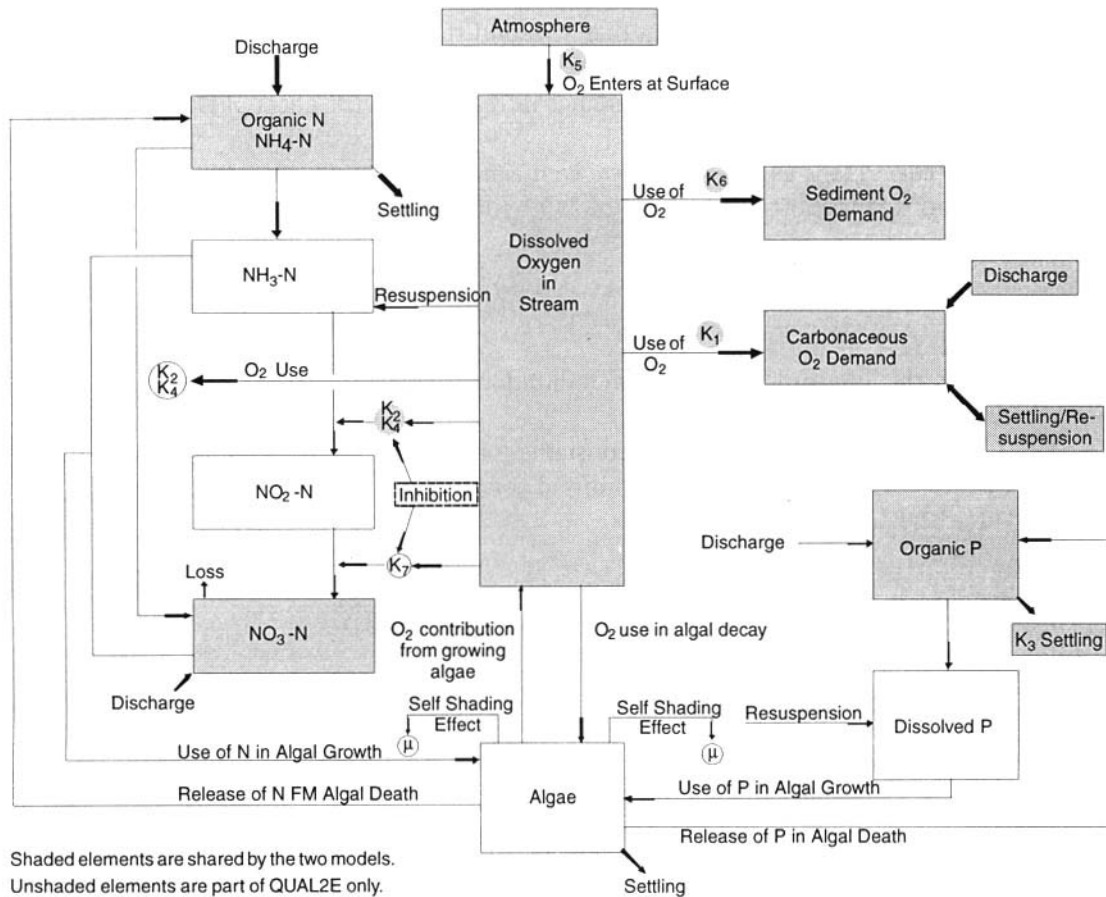 Atmosphere
K5
O2 Enters at Surface
Discharge
Organic N
NH4-N
Settling
NH3-N
Resuspension
K2
K4
O2 Use
K2
K4
NO2-N
Inhibition
K7
Loss
NO3-N
Discharge
Dissolved
Oxygen
in
Stream
Use of
O2
K6
Sediment O2
Demand
Discharge
Use of
O2
K1
Carbonaceous
O2 Demand
Settling/Re-
suspension
Discharge
Organic P
K3 Settling
O2 contribution
from growing
algae
O2 use in algal decay
Self Shading
Effect
μ
Self Shading
Effect
μ
Resuspension
Dissolved P
Use of N in Algal Growth
Algae
Use of P in Algal Growth
Release of N FM Algal Death
Release of P in Algal Death
Settling
Shaded elements are shared by the two models.
Unshaded elements are part of QUAL2E only.